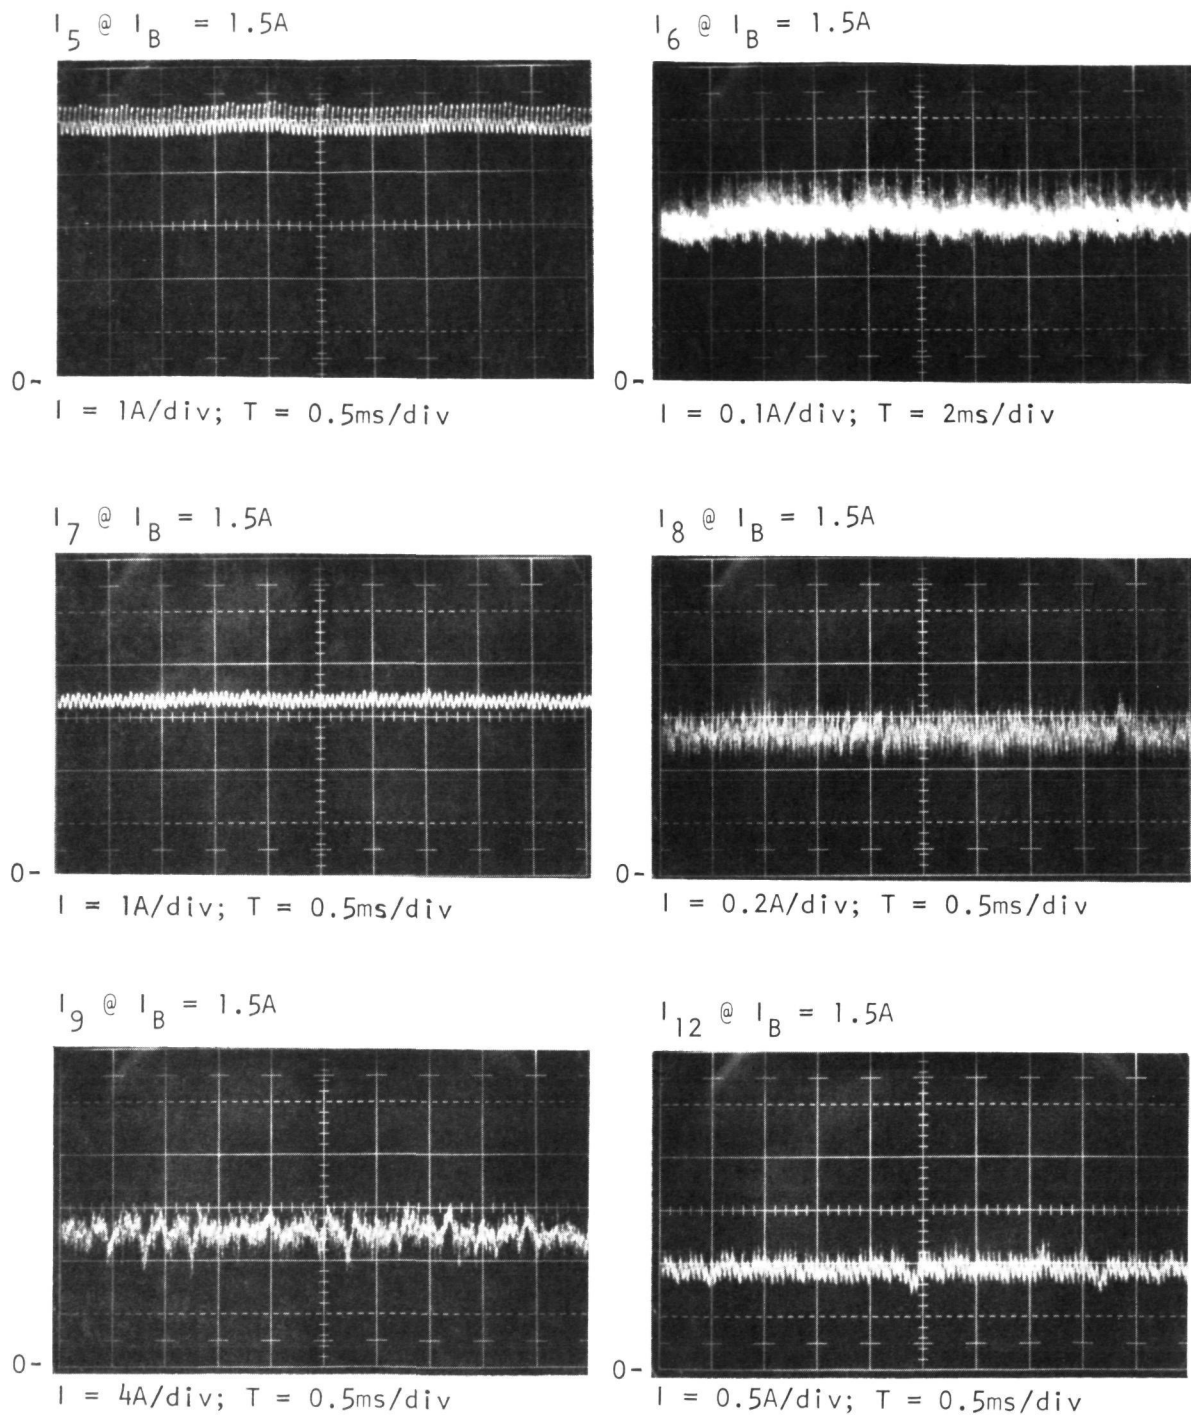 I5 @ IB = 1.5A
I6 @ IB = 1.5A
0-
0-
I = 1A/div; T = 0.5ms/div
I = 0.1A/div; T = 2ms/div
I7 @ IB = 1.5A
I8 @ IB = 1.5A
0-
0-
I = 1A/div; T = 0.5ms/div
I = 0.2A/div; T = 0.5ms/div
I9 @ IB = 1.5A
I12 @ IB = 1.5A
0-
0-
I = 4A/div; T = 0.5ms/div
I = 0.5A/div; T = 0.5ms/div